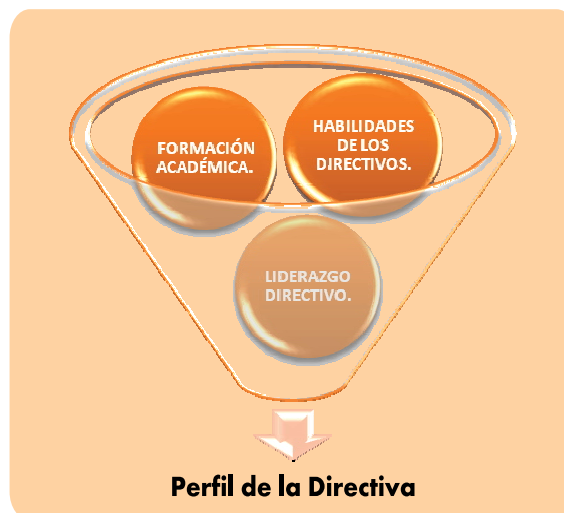 FORMACIÓN
ACADÉMICA.
HABILIDADES
DE LOS
DIRECTIVOS.
LIDERAZGO
DIRECTIVO.
Perfil de la Directiva